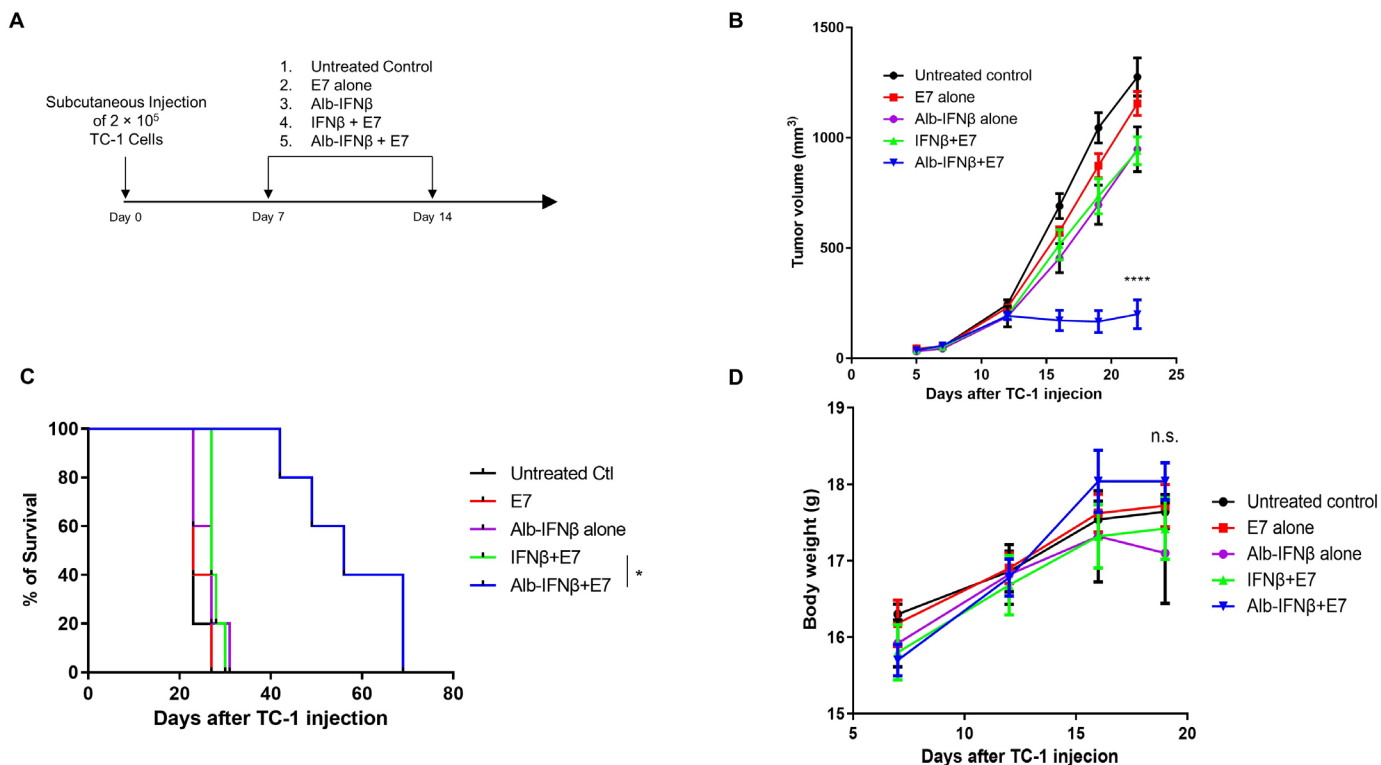 A
1. Untreated Control
2. E7 alone
3. Alb-IFNβ
4. IFNβ + E7
5. Alb-IFNβ + E7
Subcutaneous Injection
of 2 × 10⁵
TC-1 Cells
Day 0
Day 7
Day 14
B
Tumor volume (mm³)
1500
1000
500
0
0 5 10 15 20 25
Days after TC-1 injecion
Untreated control
E7 alone
Alb-IFNβ alone
IFNβ+E7
Alb-IFNβ+E7
****
C
% of Survival
100
80
60
40
20
0
0 20 40 60 80
Days after TC-1 injection
Untreated Ctl
E7
Alb-IFNβ alone
IFNβ+E7
Alb-IFNβ+E7
*
D
Body weight (g)
19
18
17
16
15
14
5 10 15 20
Days after TC-1 injecion
n.s.
Untreated control
E7 alone
Alb-IFNβ alone
IFNβ+E7
Alb-IFNβ+E7